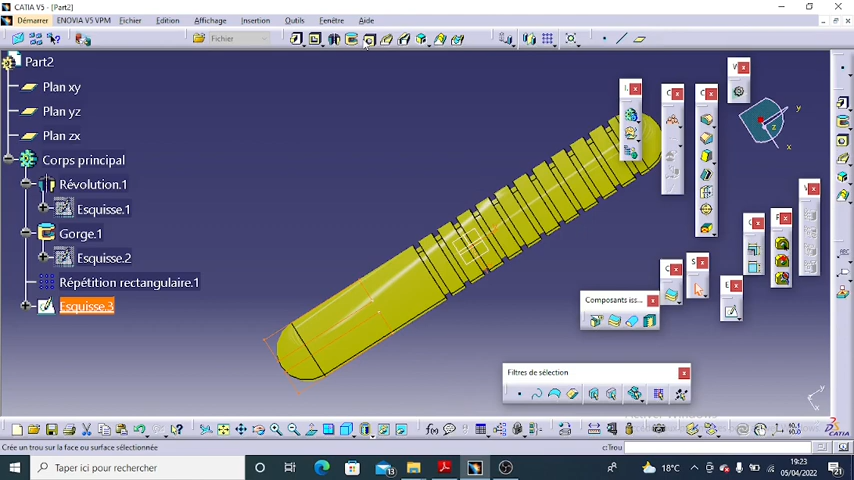 CATIA V5 - [Part2]
Démarrer ENOVIA V5 VPM Fichier Edition Affichage Insertion Outils Fenêtre Aide
Fichier
Part2
Plan xy
Plan yz
Plan zx
Corps principal
Révolution.1
Esquisse.1
Gorge.1
Esquisse.2
Répétition rectangulaire.1
Esquisse.3
y
z
x
Composants iss...
Filtres de sélection
Crée un trou sur la face ou surface sélectionnée
c:Trou
Taper ici pour rechercher
18°C
19:23
05/04/2022